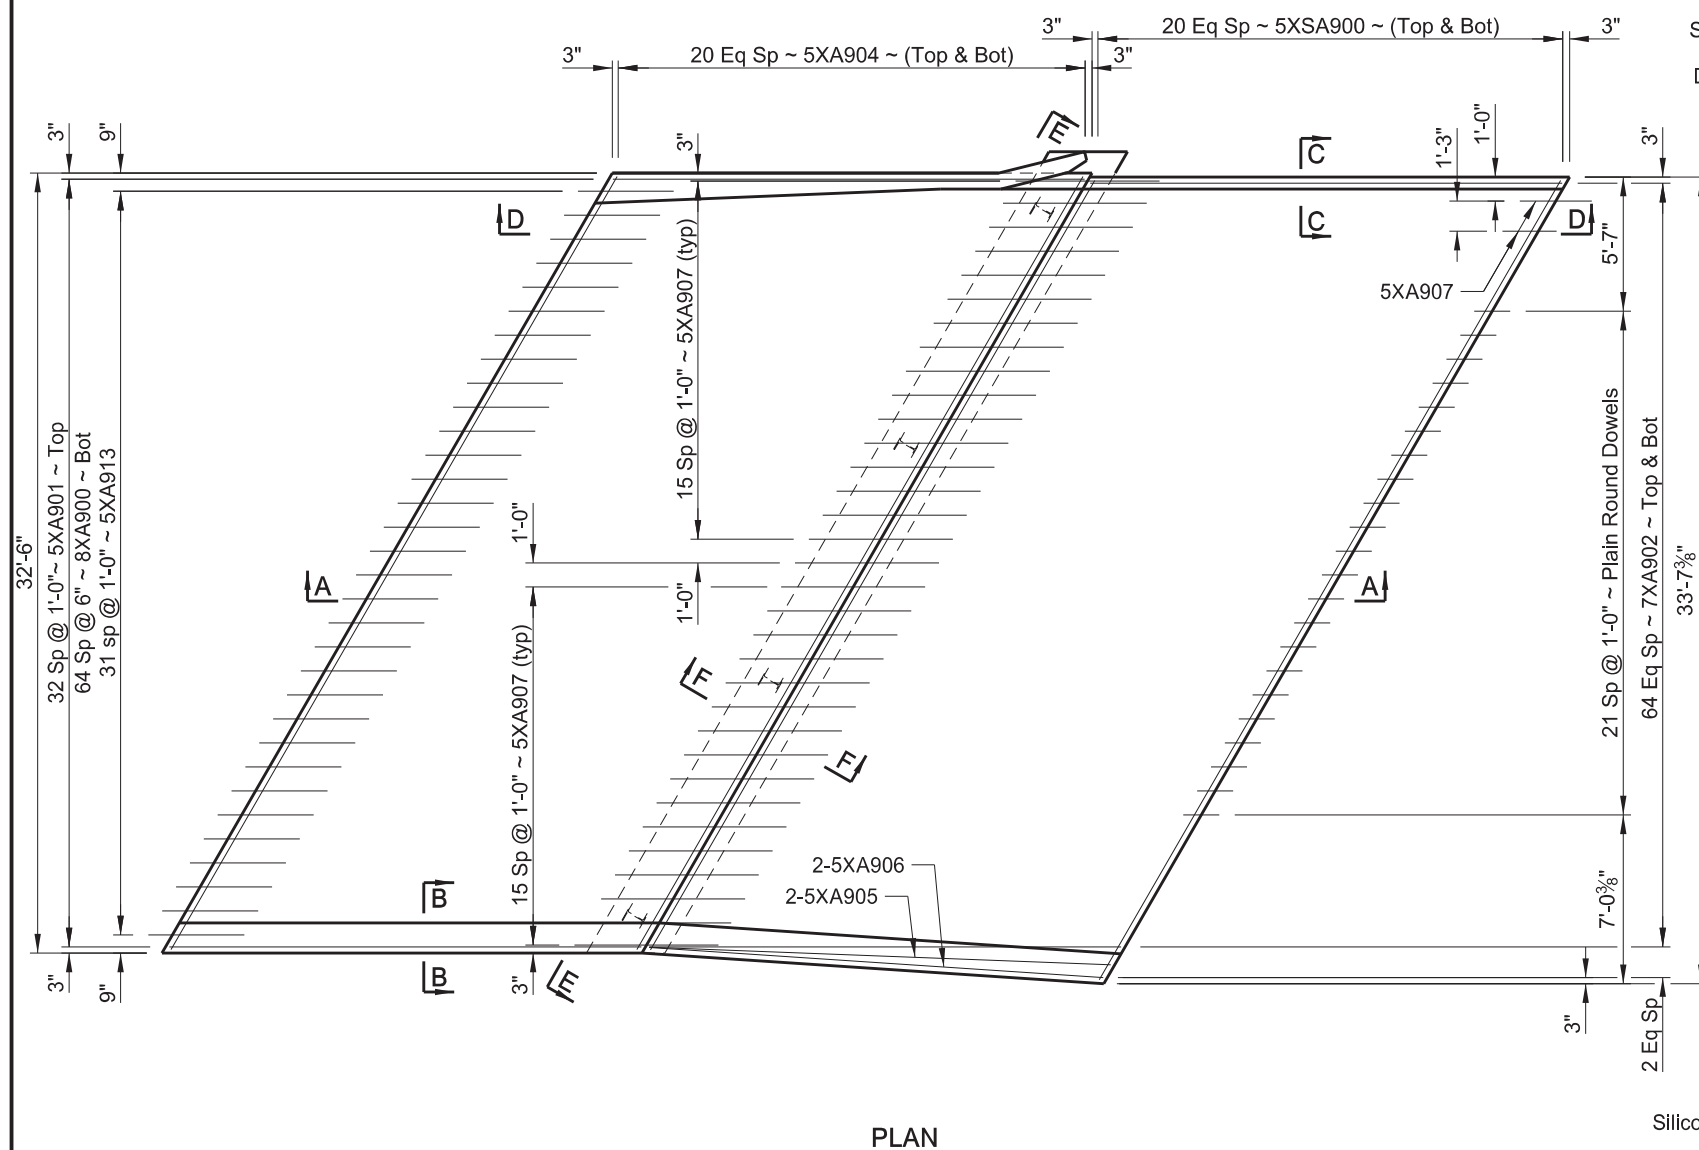 3" 20 Eq Sp ~ 5XSA900 ~ (Top & Bot) 3"
S
3" 20 Eq Sp ~ 5XA904 ~ (Top & Bot) 3"
D
3"
9"
3"
E
C
1'-3"
1'-0"
3"
D
C
D
5'-7"
5XA907
15 Sp @ 1'-0" ~ 5XA907 (typ)
32'-6"
32 Sp @ 1'-0"~ 5XA901 ~ Top
64 Sp @ 6" ~ 8XA900 ~ Bot
31 sp @ 1'-0" ~ 5XA913
1'-0"
1'-0"
A
A
21 Sp @ 1'-0" ~ Plain Round Dowels
64 Eq Sp ~ 7XA902 ~ Top & Bot
33'-7⅜"
15 Sp @ 1'-0" ~ 5XA907 (typ)
F
F
2-5XA906
2-5XA905
B
B
7'-0⅜"
3"
9"
3"
E
3"
2 Eq Sp
Silico
PLAN